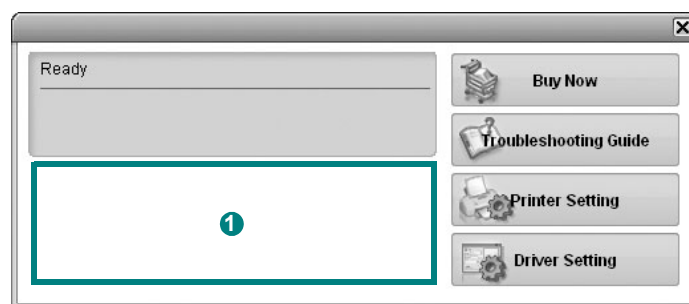 Ready
Buy Now
Troubleshooting Guide
1
Printer Setting
Driver Setting